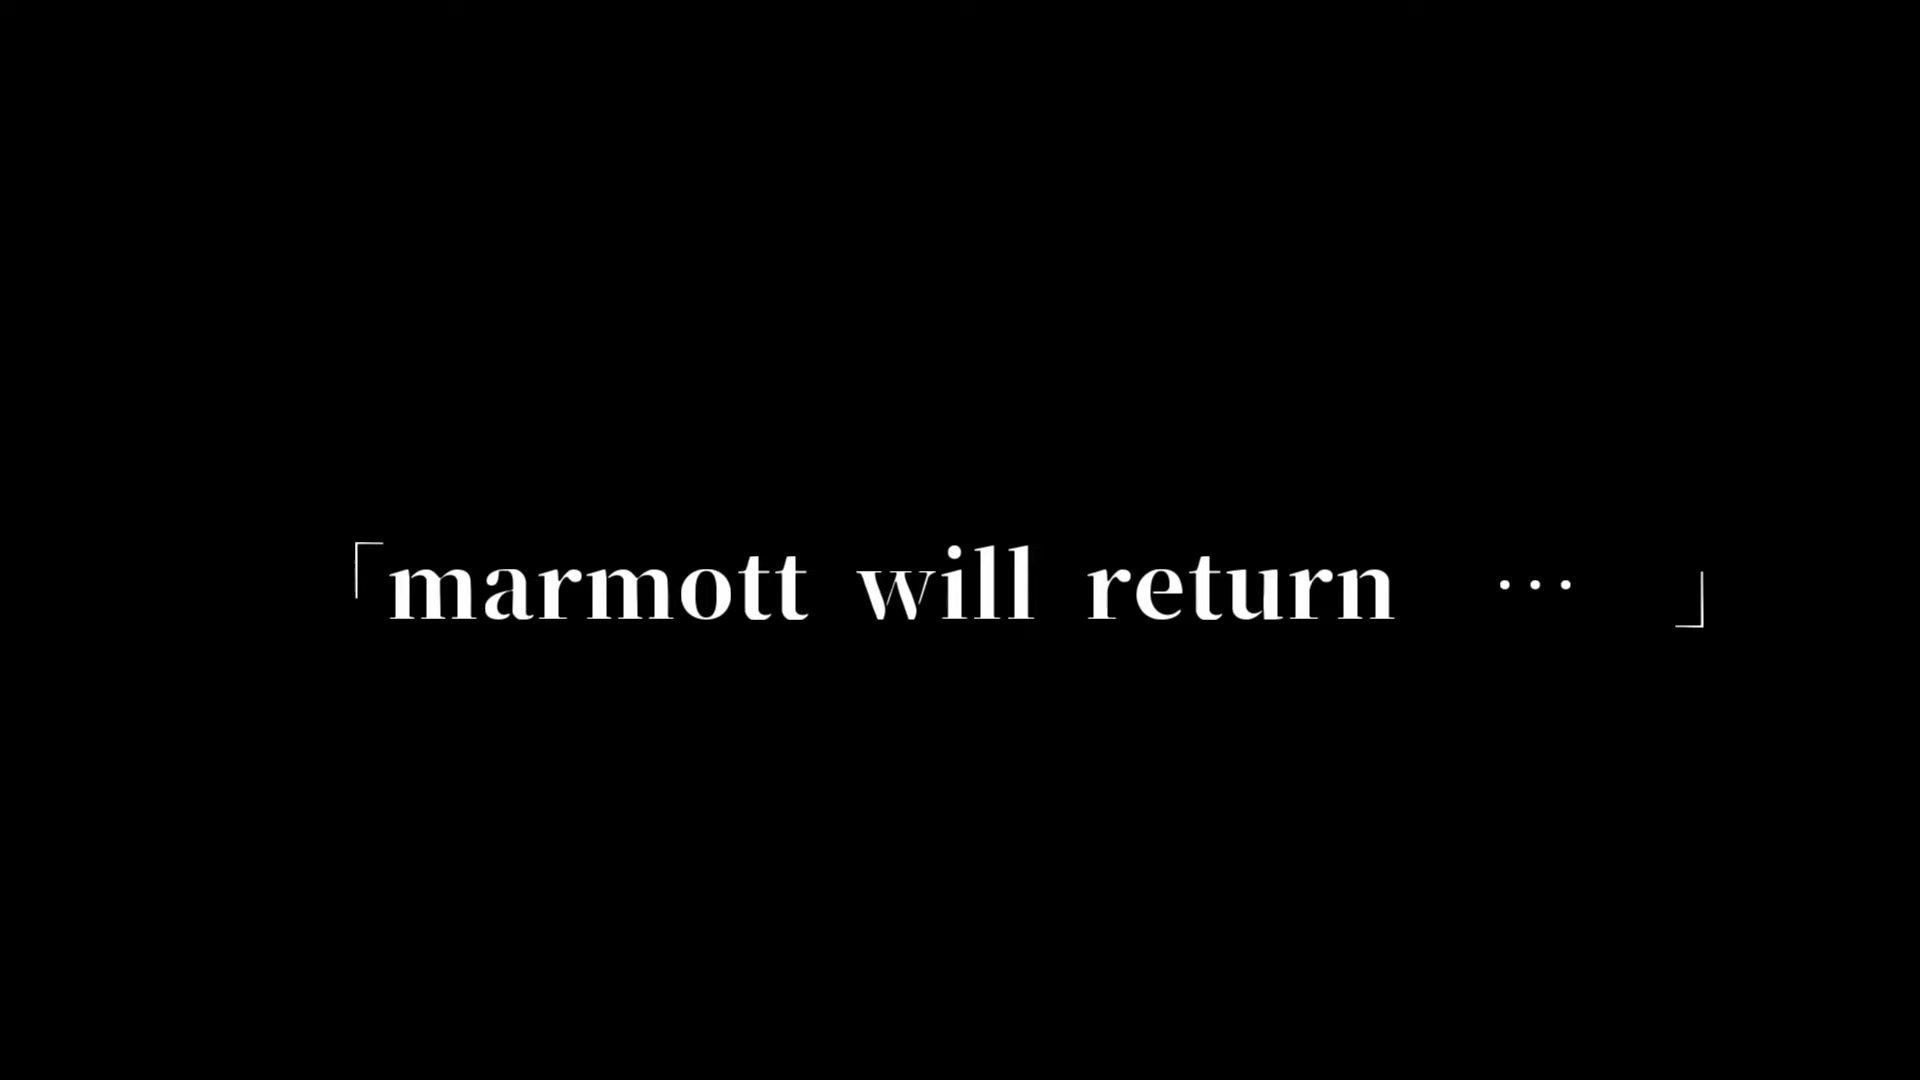 「marmott will return … 」